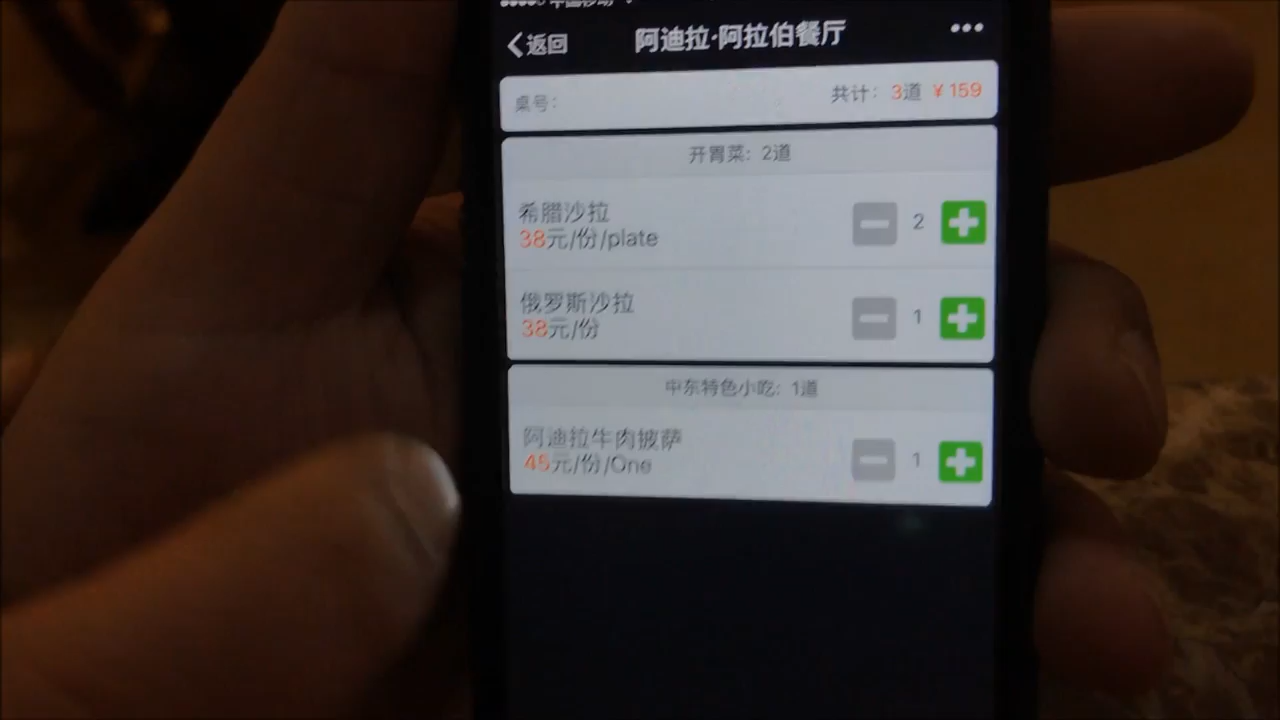 返回
阿迪拉·阿拉伯餐厅
桌号：
共计：3道 ￥159
开胃菜：2道
希腊沙拉
38元/份/plate
2
俄罗斯沙拉
38元/份
1
中东特色小吃：1道
阿迪拉牛肉披萨
45元/份/One
1